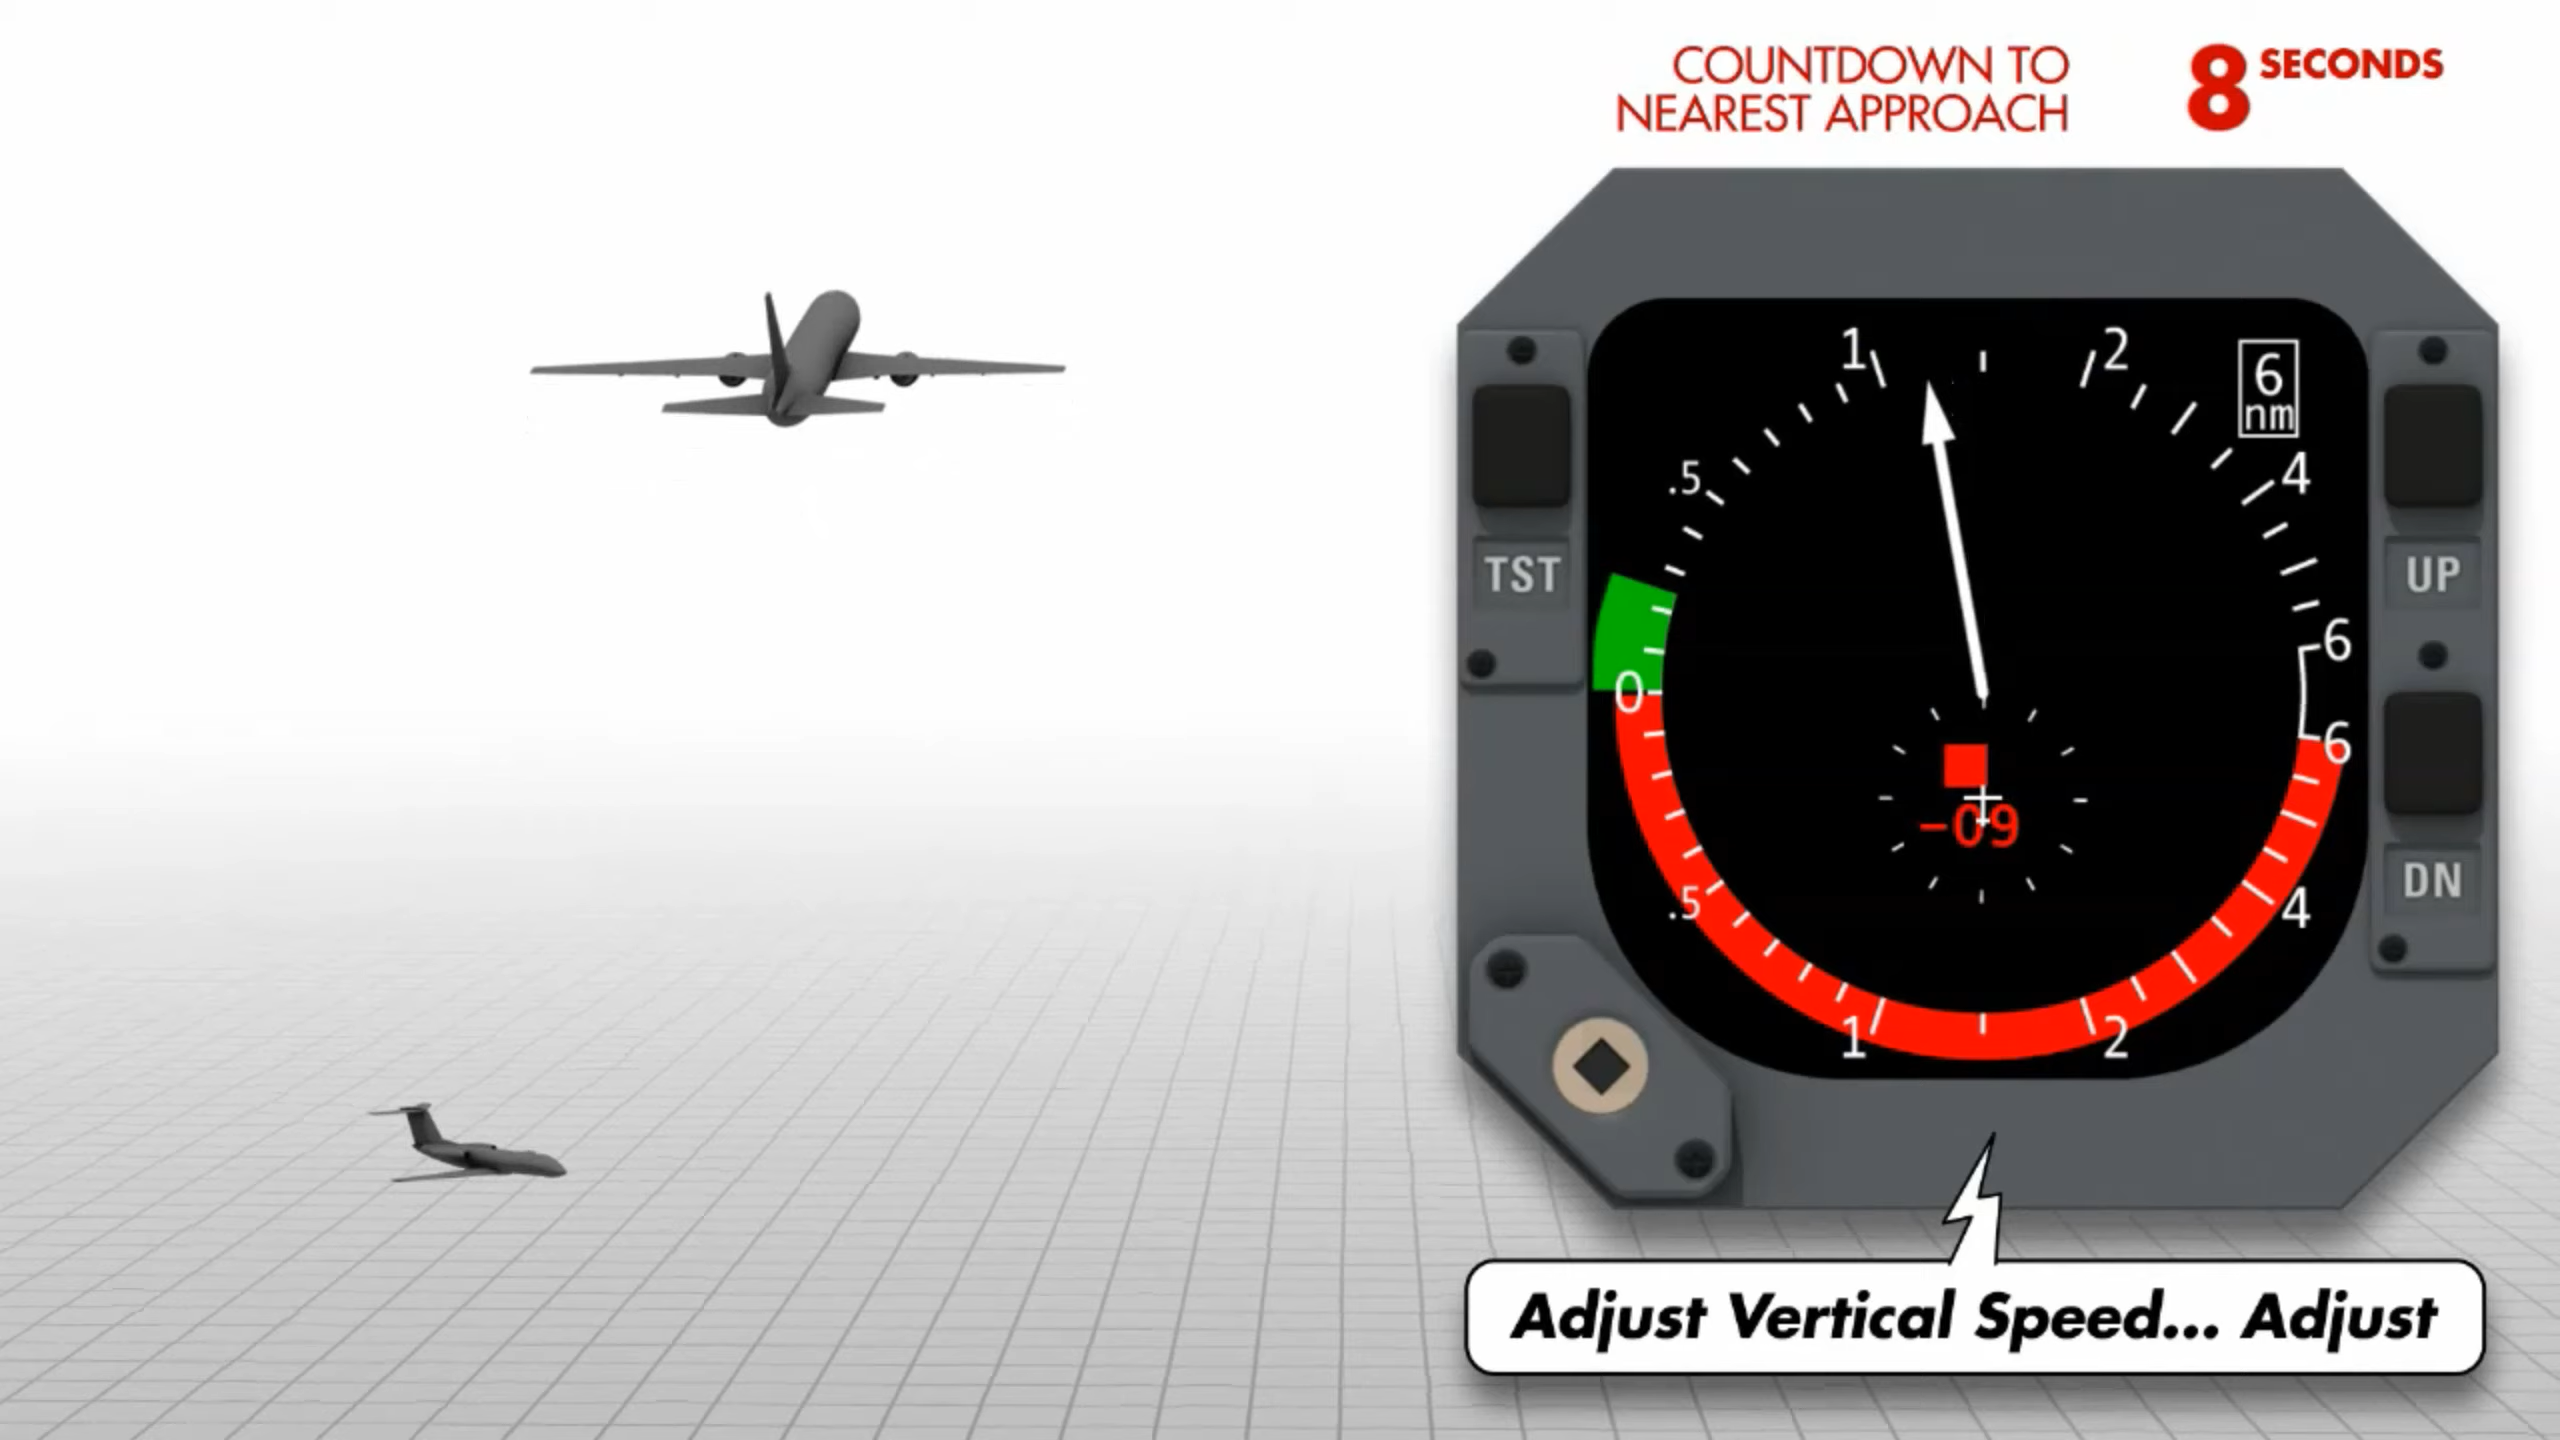 COUNTDOWN TO
NEAREST APPROACH
8 SECONDS
1
2
6
nm
.5
4
TST
UP
0
6
6
-09
DN
.5
4
1
2
Adjust Vertical Speed... Adjust